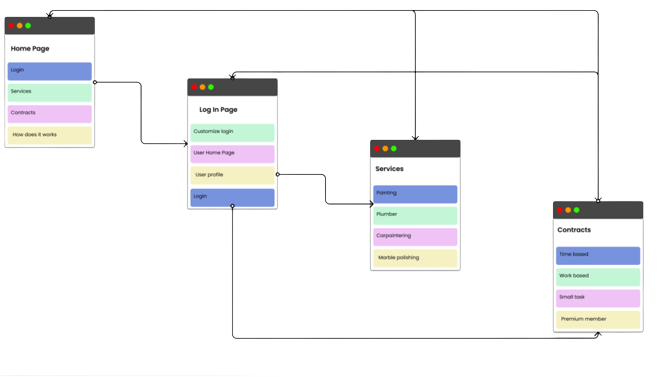 Home Page
Login
Services
Contracts
How does it works
Log In Page
Customize login
User Home Page
User profile
Login
Services
Painting
Plumber
Carpaintering
Marble polishing
Contracts
Time based
Work based
Small task
Premium member